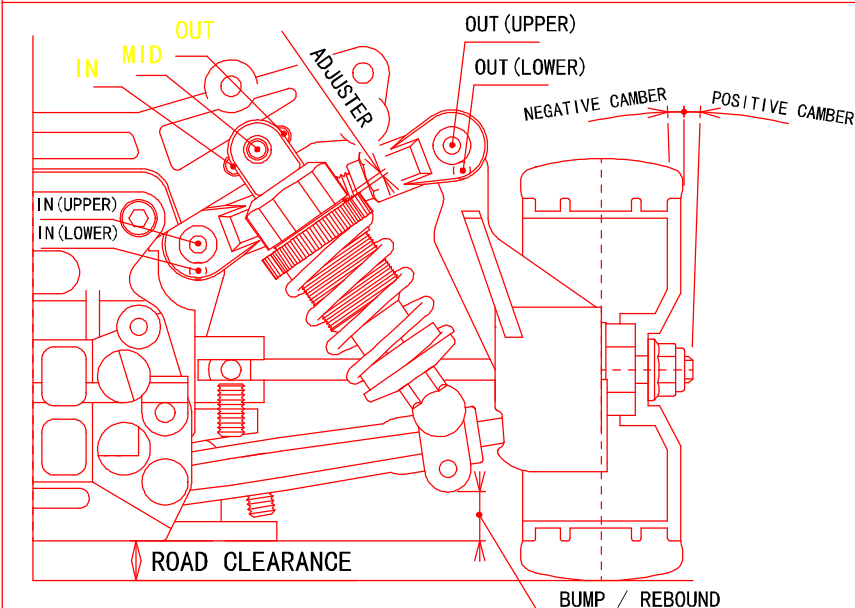 OUT
MID
IN
ADJUSTER
OUT (UPPER)
OUT (LOWER)
NEGATIVE CAMBER
POSITIVE CAMBER
IN (UPPER)
IN (LOWER)
ROAD CLEARANCE
BUMP / REBOUND